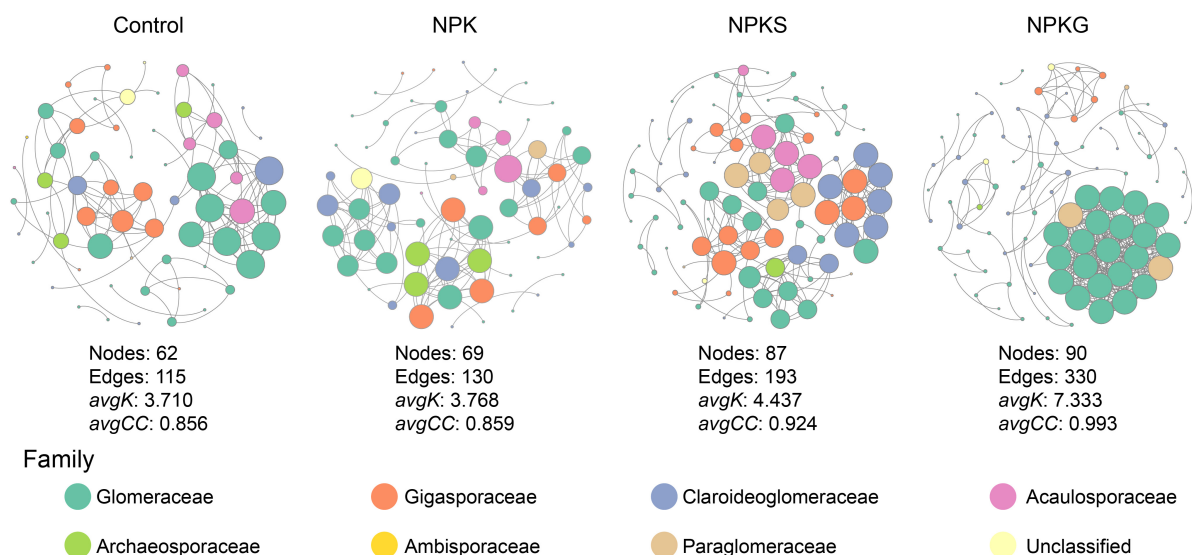 Control NPK NPKS NPKG
Nodes: 62 Nodes: 69 Nodes: 87 Nodes: 90
Edges: 115 Edges: 130 Edges: 193 Edges: 330
avgK: 3.710 avgK: 3.768 avgK: 4.437 avgK: 7.333
avgCC: 0.856 avgCC: 0.859 avgCC: 0.924 avgCC: 0.993
Family
Glomeraceae Gigasporaceae Claroideoglomeraceae Acaulosporaceae
Archaeosporaceae Ambisporaceae Paraglomeraceae Unclassified